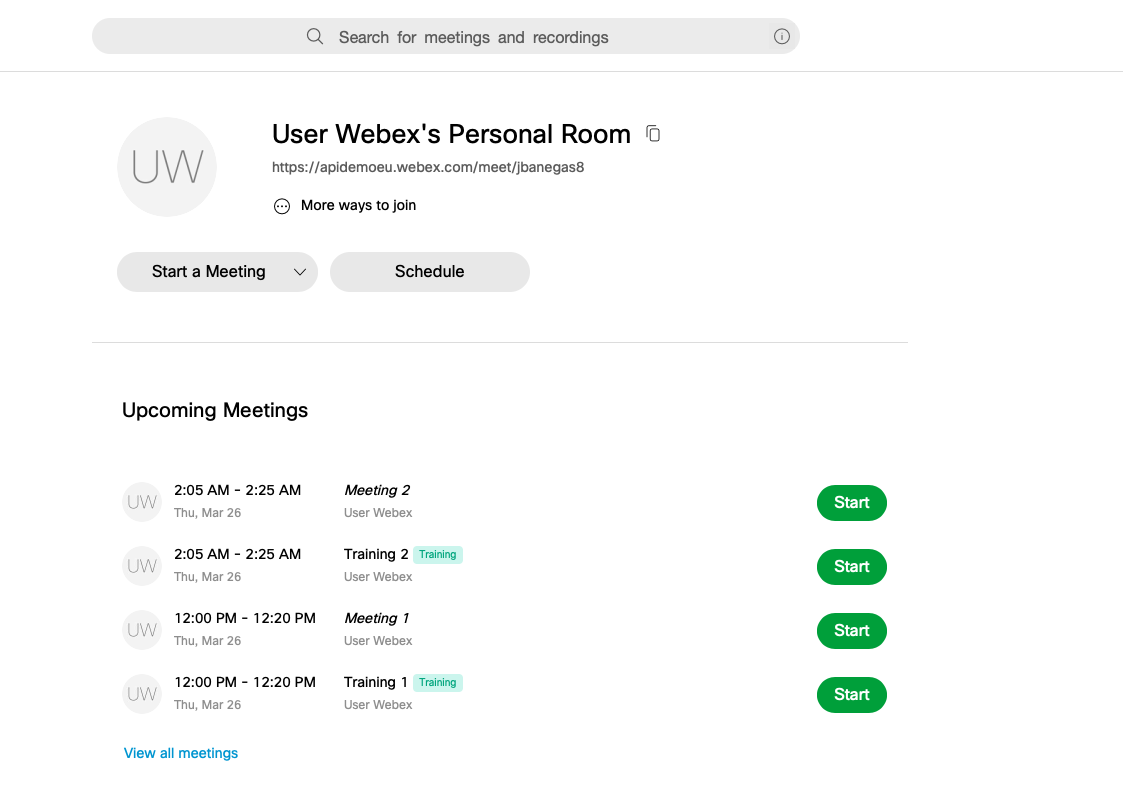 Search for meetings and recordings
UW
User Webex's Personal Room
https://apidemoeu.webex.com/meet/jbanegas8
More ways to join
Start a Meeting
Schedule
Upcoming Meetings
UW
2:05 AM - 2:25 AM
Thu, Mar 26
Meeting 2
User Webex
Start
UW
2:05 AM - 2:25 AM
Thu, Mar 26
Training 2 Training
User Webex
Start
UW
12:00 PM - 12:20 PM
Thu, Mar 26
Meeting 1
User Webex
Start
UW
12:00 PM - 12:20 PM
Thu, Mar 26
Training 1 Training
User Webex
Start
View all meetings